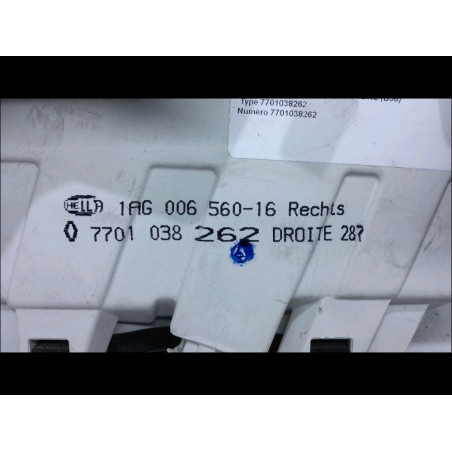 Type 7701038262
Numéro 7701038262
HELLA 1AG 006 560-16 Rechts
7701 038 262 DROITE 287